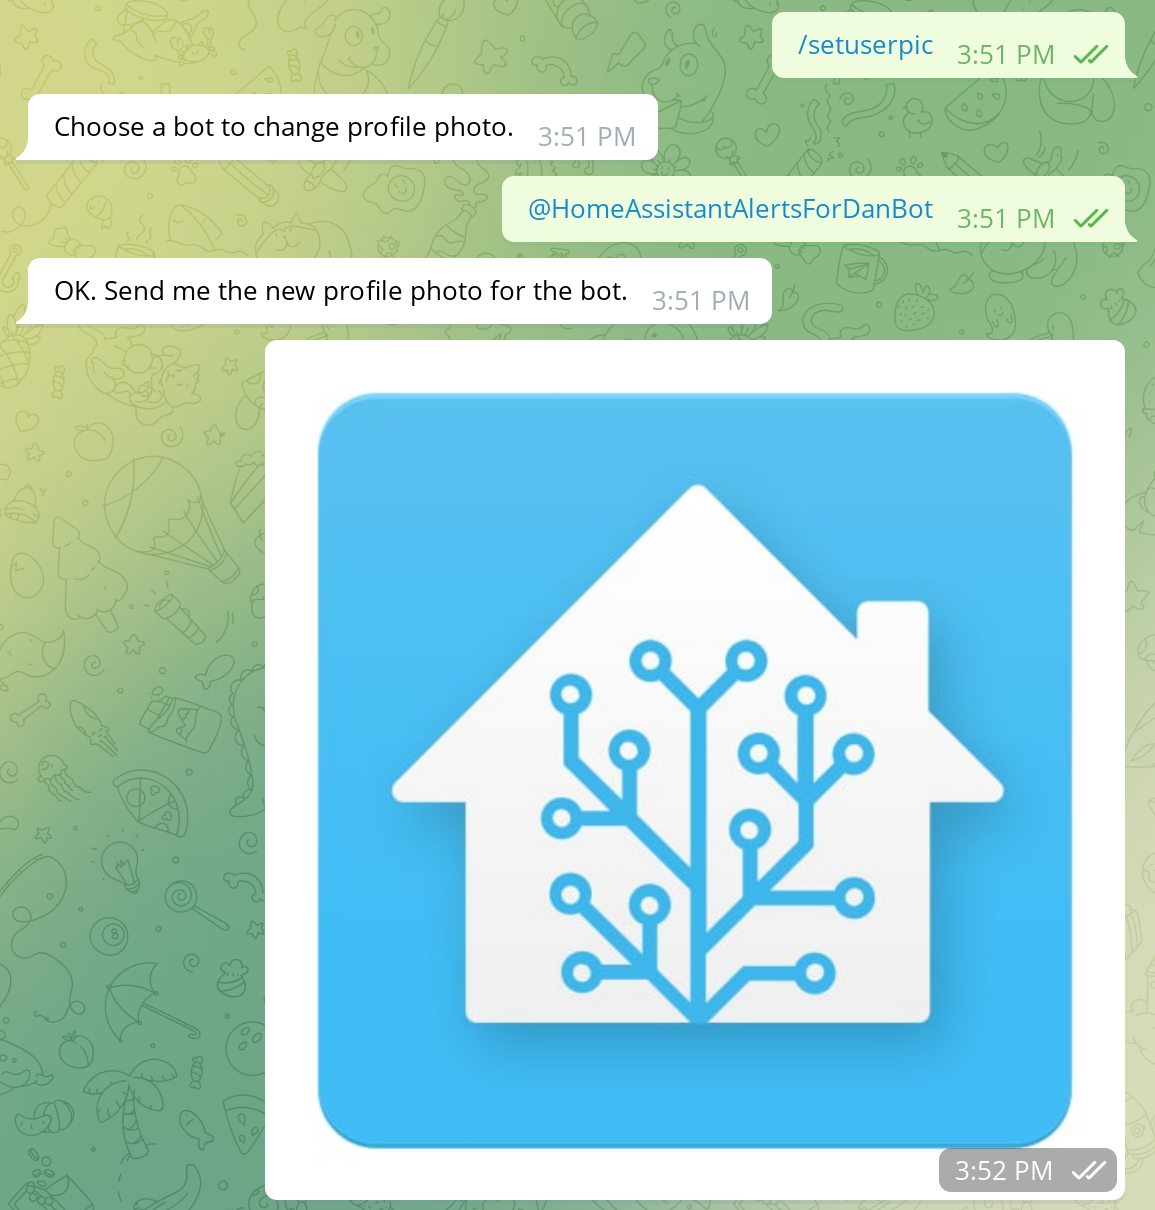 /setuserpic 3:51 PM
Choose a bot to change profile photo. 3:51 PM
@HomeAssistantAlertsForDanBot 3:51 PM
OK. Send me the new profile photo for the bot. 3:51 PM
3:52 PM